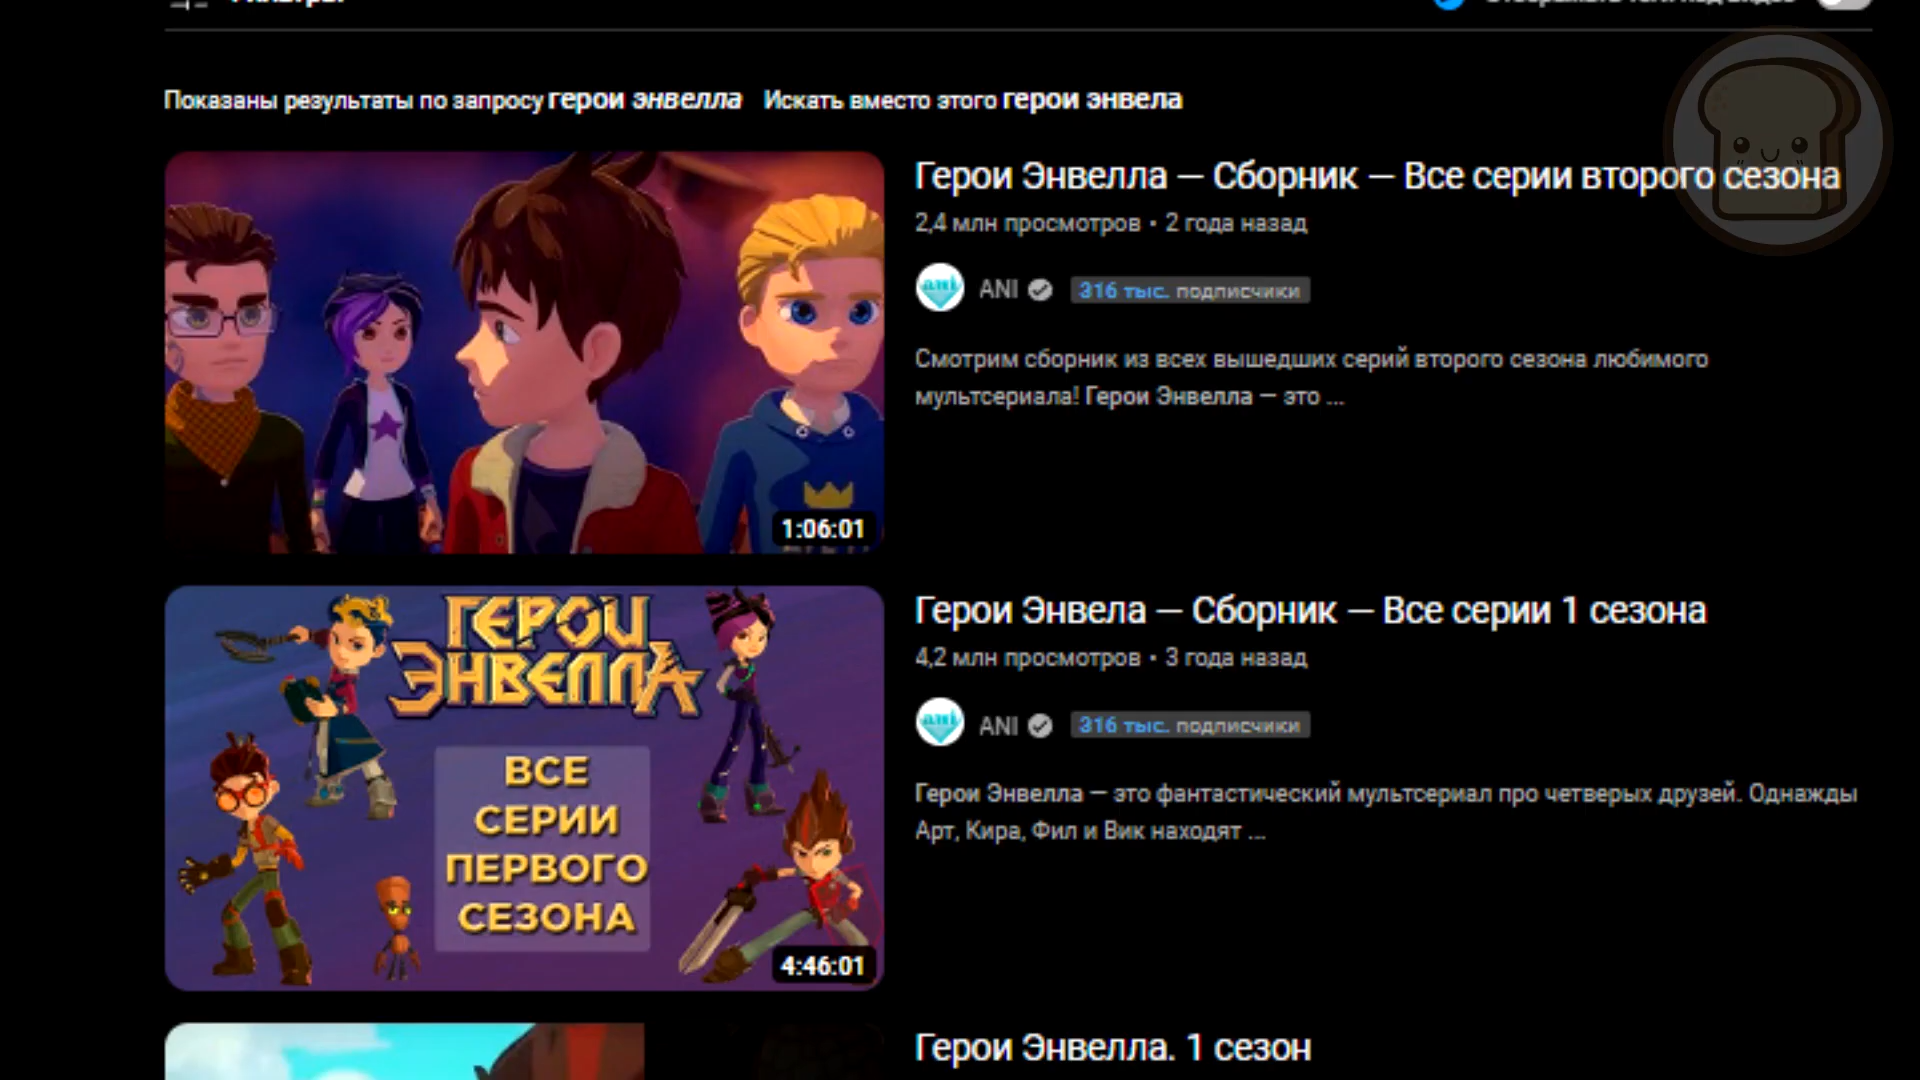 Показаны результаты по запросу герои энвелла Искать вместо этого герои энвела
Герои Энвелла — Сборник — Все серии второго сезона
2,4 млн просмотров • 2 года назад
ani ANI 316 тыс. подписчики
Смотрим сборник из всех вышедших серий второго сезона любимого
мультсериала! Герои Энвелла — это ...
1:06:01
ГЕРОИ
ЭНВЕЛЛА
ВСЕ
СЕРИИ
ПЕРВОГО
СЕЗОНА
4:46:01
Герои Энвела — Сборник — Все серии 1 сезона
4,2 млн просмотров • 3 года назад
ani ANI 316 тыс. подписчики
Герои Энвелла — это фантастический мультсериал про четверых друзей. Однажды
Арт, Кира, Фил и Вик находят ...
Герои Энвелла. 1 сезон